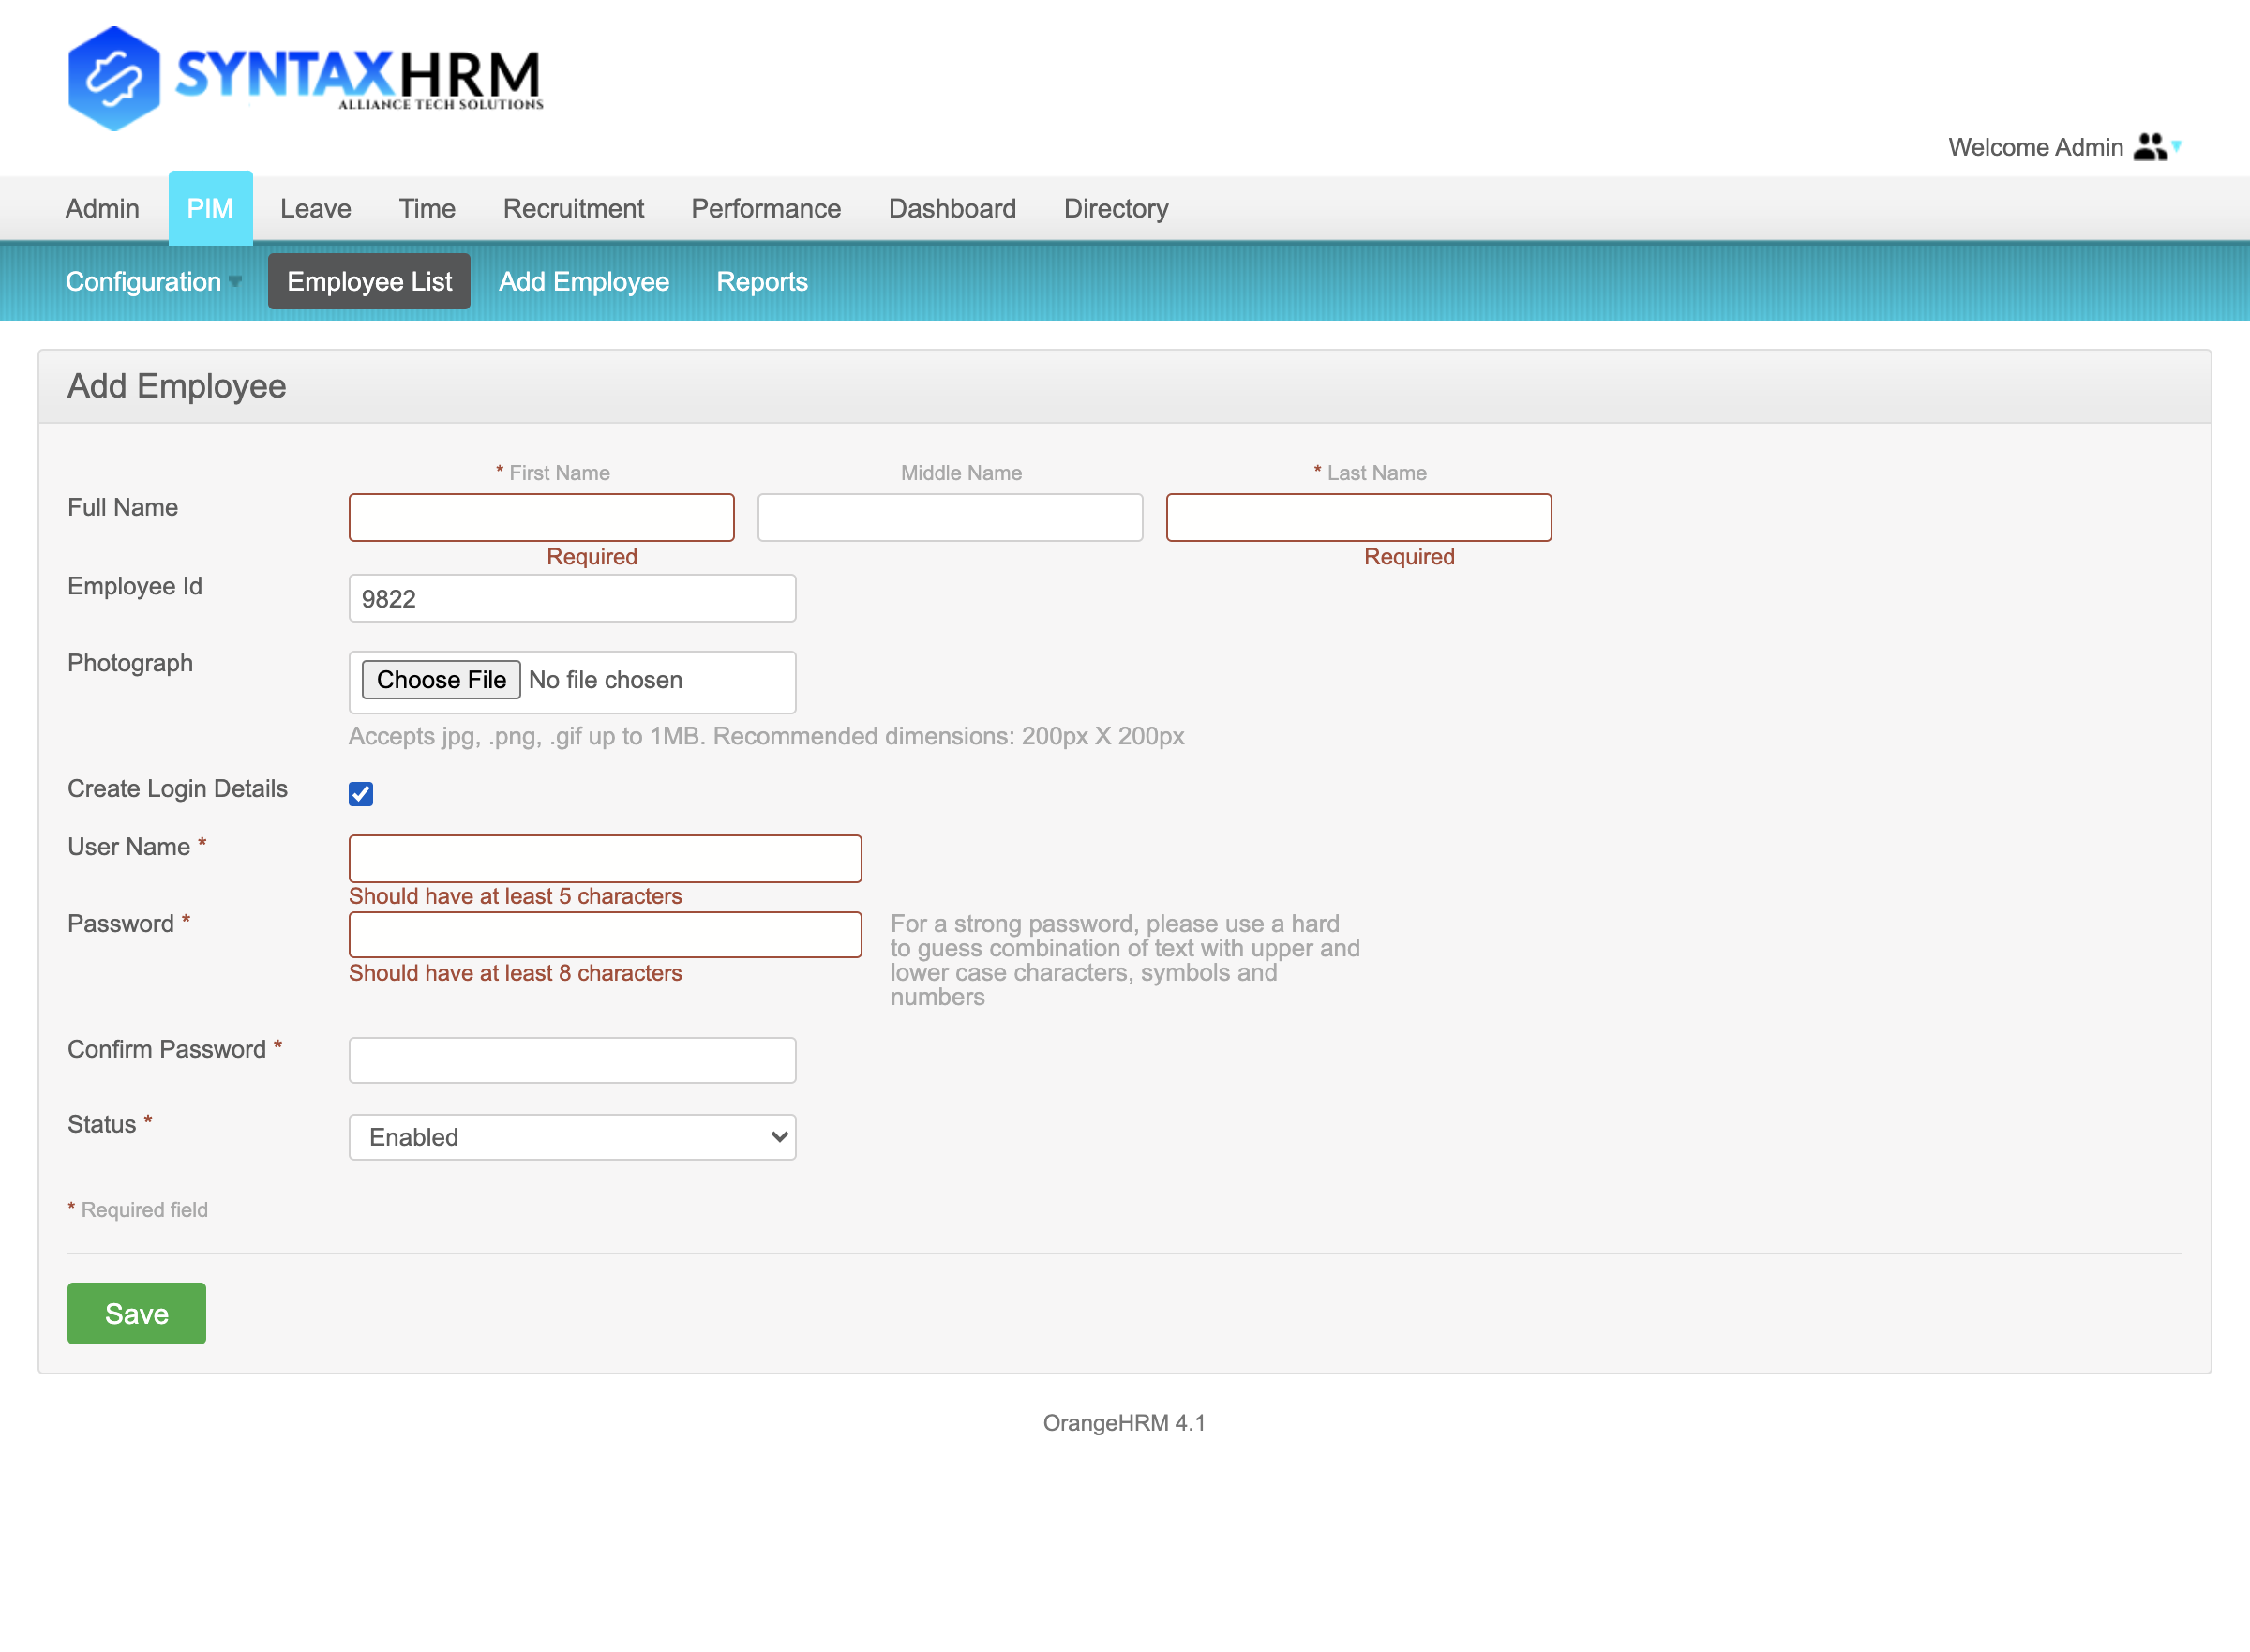 SYNTAXHRM
ALLIANCE TECH SOLUTIONS
Welcome Admin
Admin PIM Leave Time Recruitment Performance Dashboard Directory
Configuration Employee List Add Employee Reports
Add Employee
* First Name Middle Name * Last Name
Full Name
Required Required
Employee Id 9822
Photograph Choose File No file chosen
Accepts jpg, .png, .gif up to 1MB. Recommended dimensions: 200px X 200px
Create Login Details
User Name *
Should have at least 5 characters
Password * For a strong password, please use a hard
to guess combination of text with upper and
Should have at least 8 characters lower case characters, symbols and
numbers
Confirm Password *
Status * Enabled
* Required field
Save
OrangeHRM 4.1